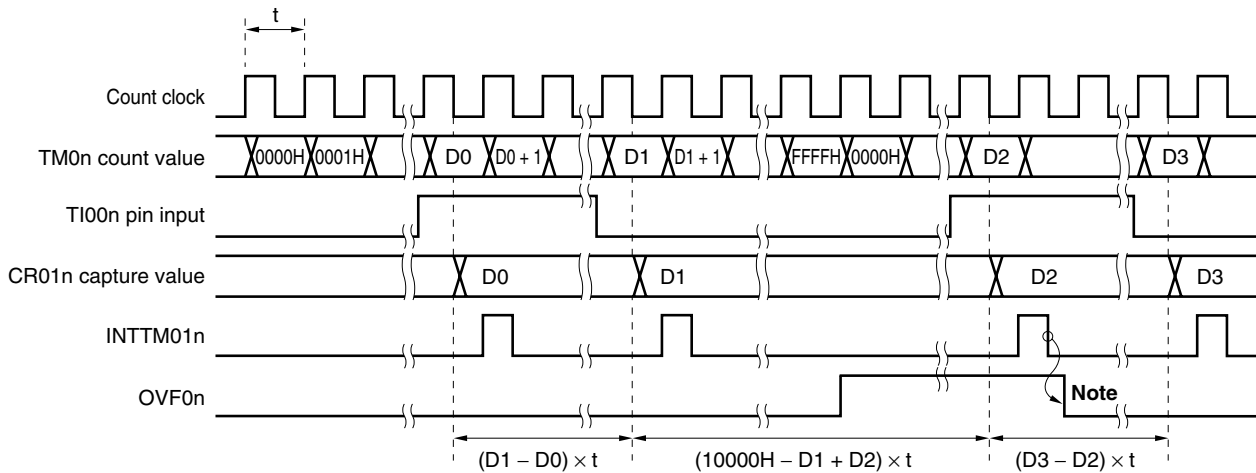 t
Count clock
TM0n count value
0000H 0001H D0 D0 + 1 D1 D1 + 1 FFFFH 0000H D2 D3
TI00n pin input
CR01n capture value
D0 D1 D2 D3
INTTM01n
OVF0n
Note
(D1 – D0) × t (10000H – D1 + D2) × t (D3 – D2) × t